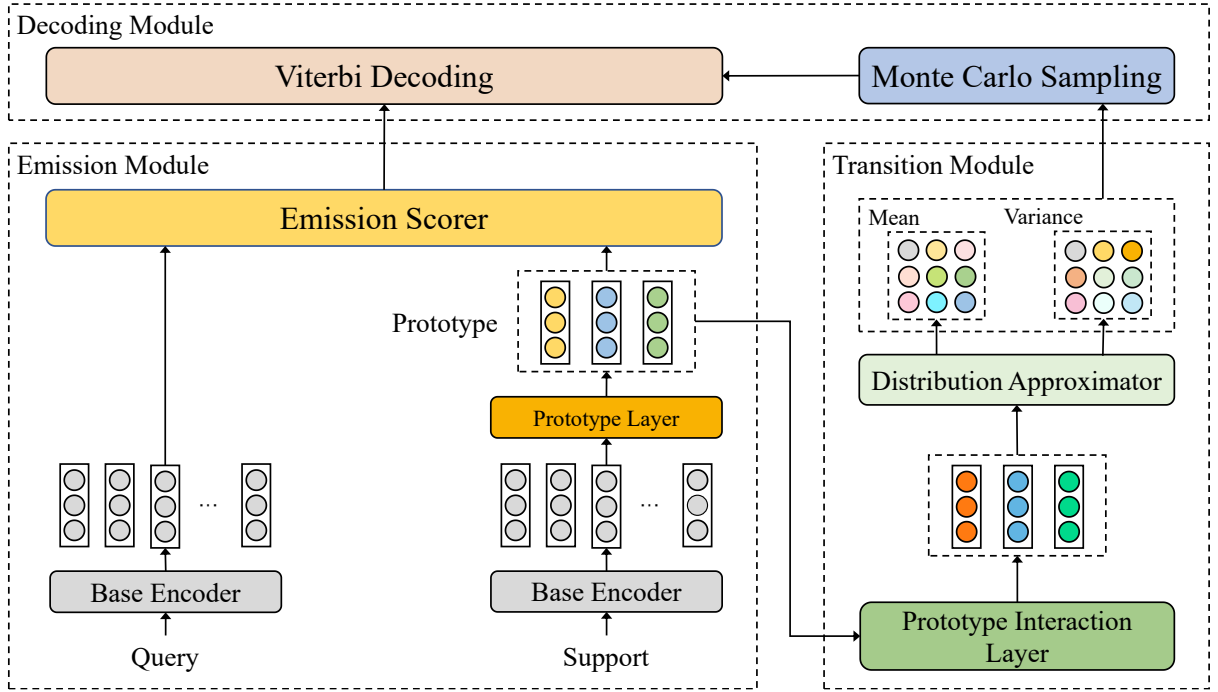 Decoding Module
Viterbi Decoding
Monte Carlo Sampling
Emission Module
Emission Scorer
Prototype
Prototype Layer
...
...
Base Encoder
Base Encoder
Query
Support
Transition Module
Mean
Variance
Distribution Approximator
Prototype Interaction
Layer